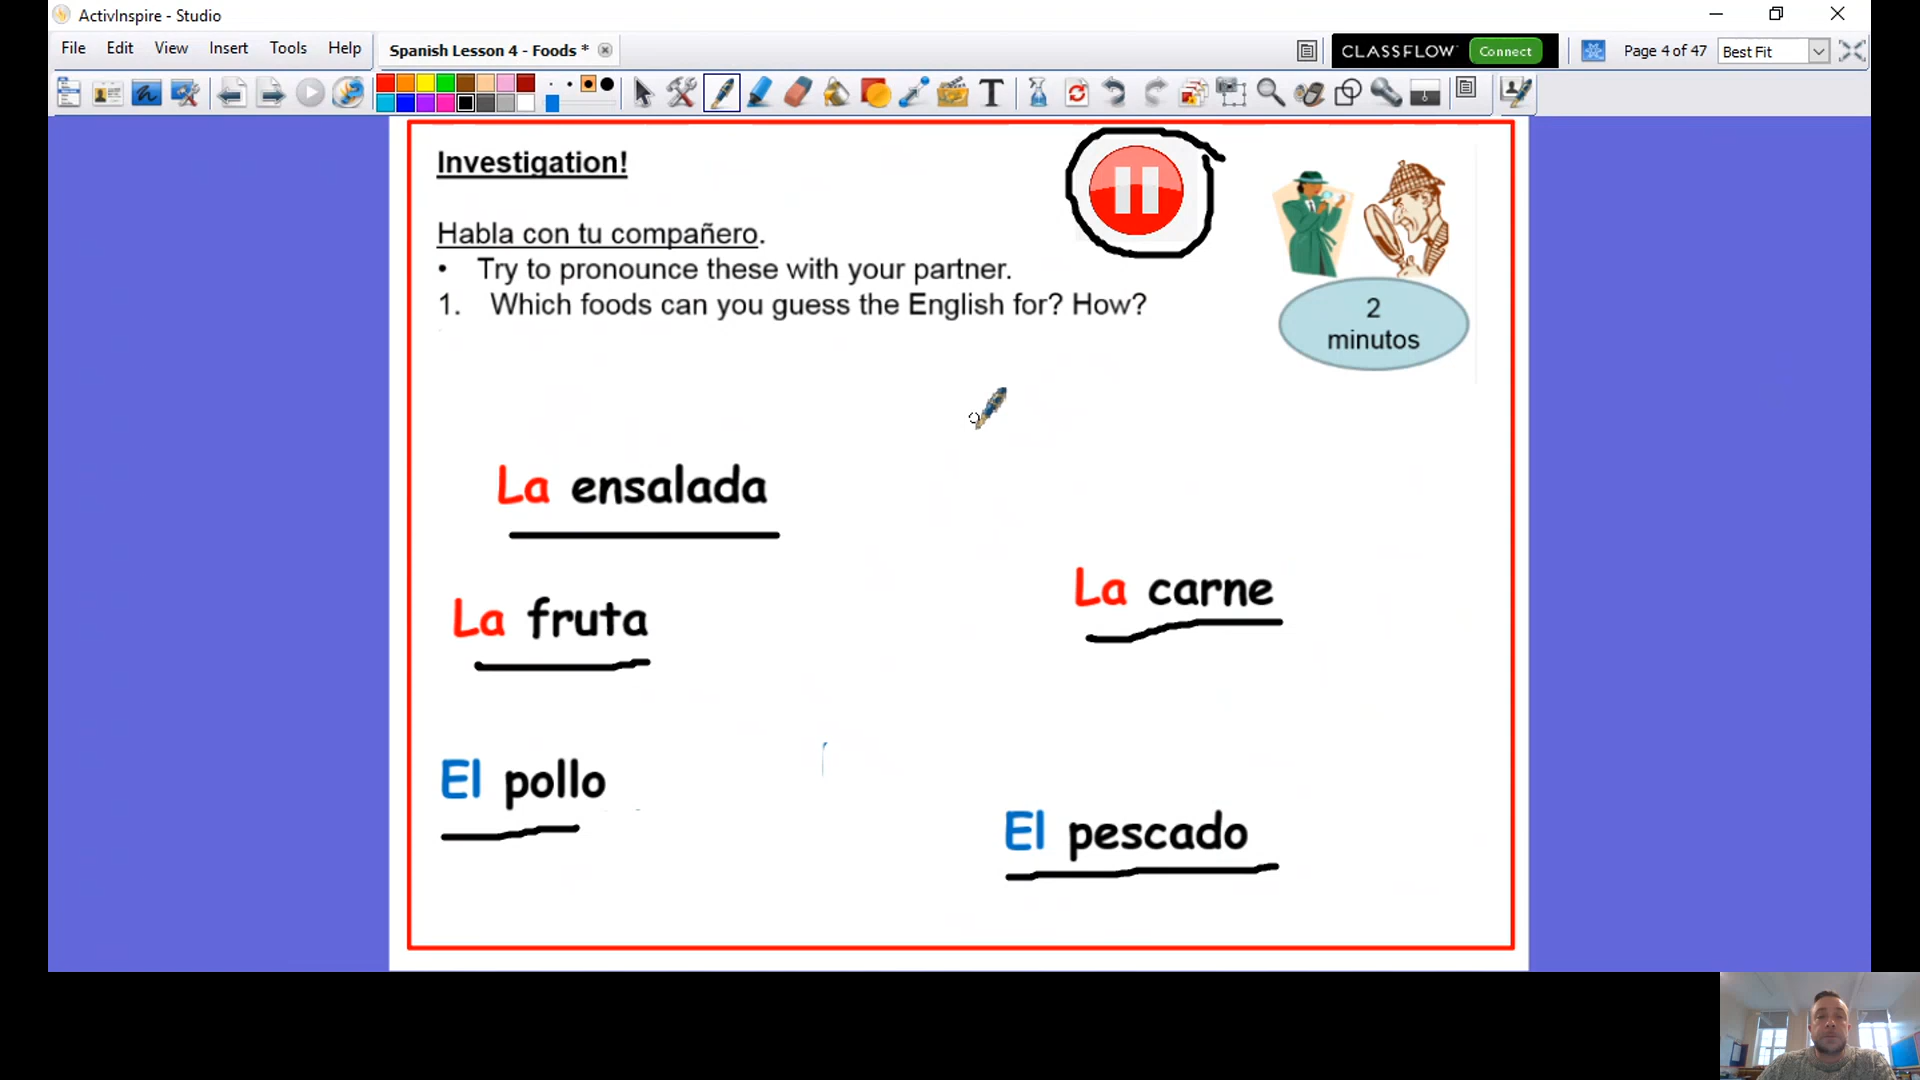 ActivInspire - Studio
File Edit View Insert Tools Help
Spanish Lesson 4 - Foods *
CLASSFLOW Connect
Page 4 of 47
Best Fit
Investigation!
Habla con tu compañero.
• Try to pronounce these with your partner.
1. Which foods can you guess the English for? How?
2
minutos
La ensalada
La carne
La fruta
El pollo
El pescado